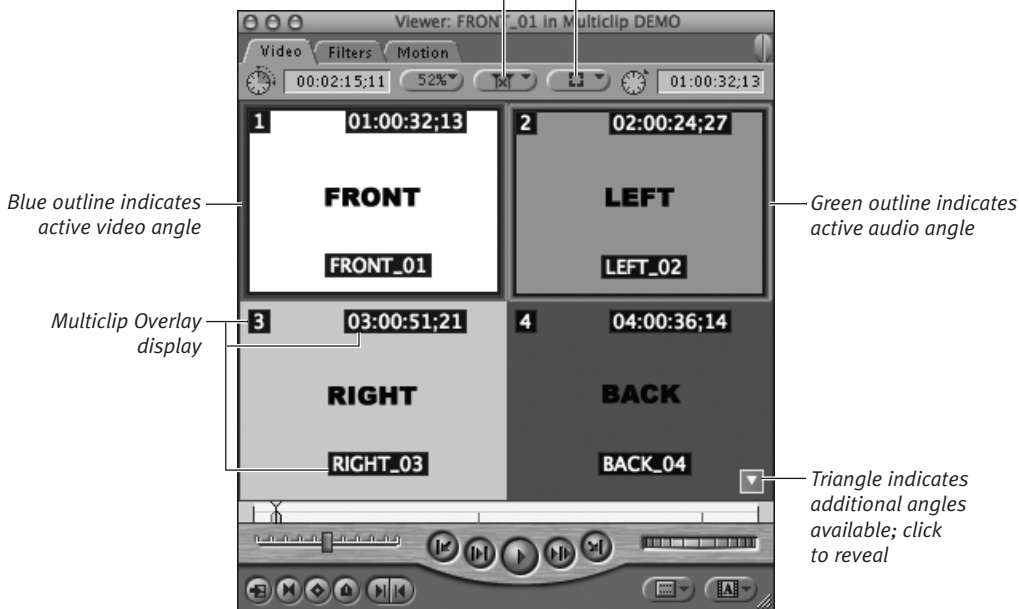 Viewer: FRONT_01 in Multiclip DEMO
Video Filters Motion
00:02:15;11 52% 01:00:32;13
1 01:00:32;13
2 02:00:24;27
FRONT
LEFT
FRONT_01
LEFT_02
Blue outline indicates
active video angle
Green outline indicates
active audio angle
Multiclip Overlay
display
3 03:00:51;21
4 04:00:36;14
RIGHT
BACK
RIGHT_03
BACK_04
Triangle indicates
additional angles
available; click
to reveal
A